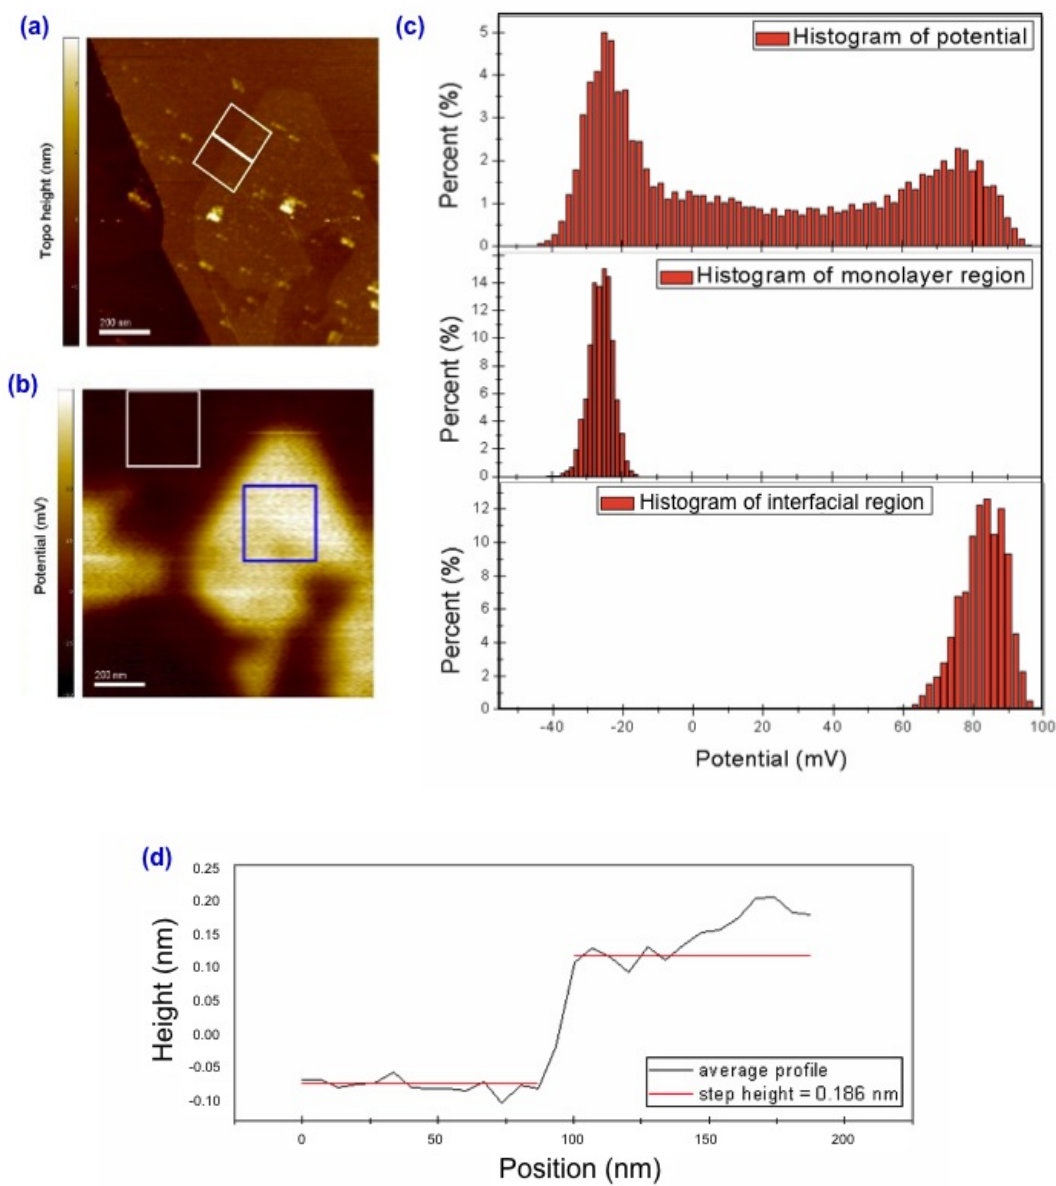 (a)
Topo height (nm)
200 nm
(b)
Potential (mV)
200 nm
(c)
Histogram of potential
Percent (%)
5
4
3
2
1
0
Histogram of monolayer region
Percent (%)
14
12
10
8
6
4
2
0
Histogram of interfacial region
Percent (%)
12
10
8
6
4
2
0
-40 -20 0 20 40 60 80 100
Potential (mV)
(d)
Height (nm)
0.25
0.20
0.15
0.10
0.05
0.00
-0.05
-0.10
average profile
step height = 0.186 nm
0 50 100 150 200
Position (nm)